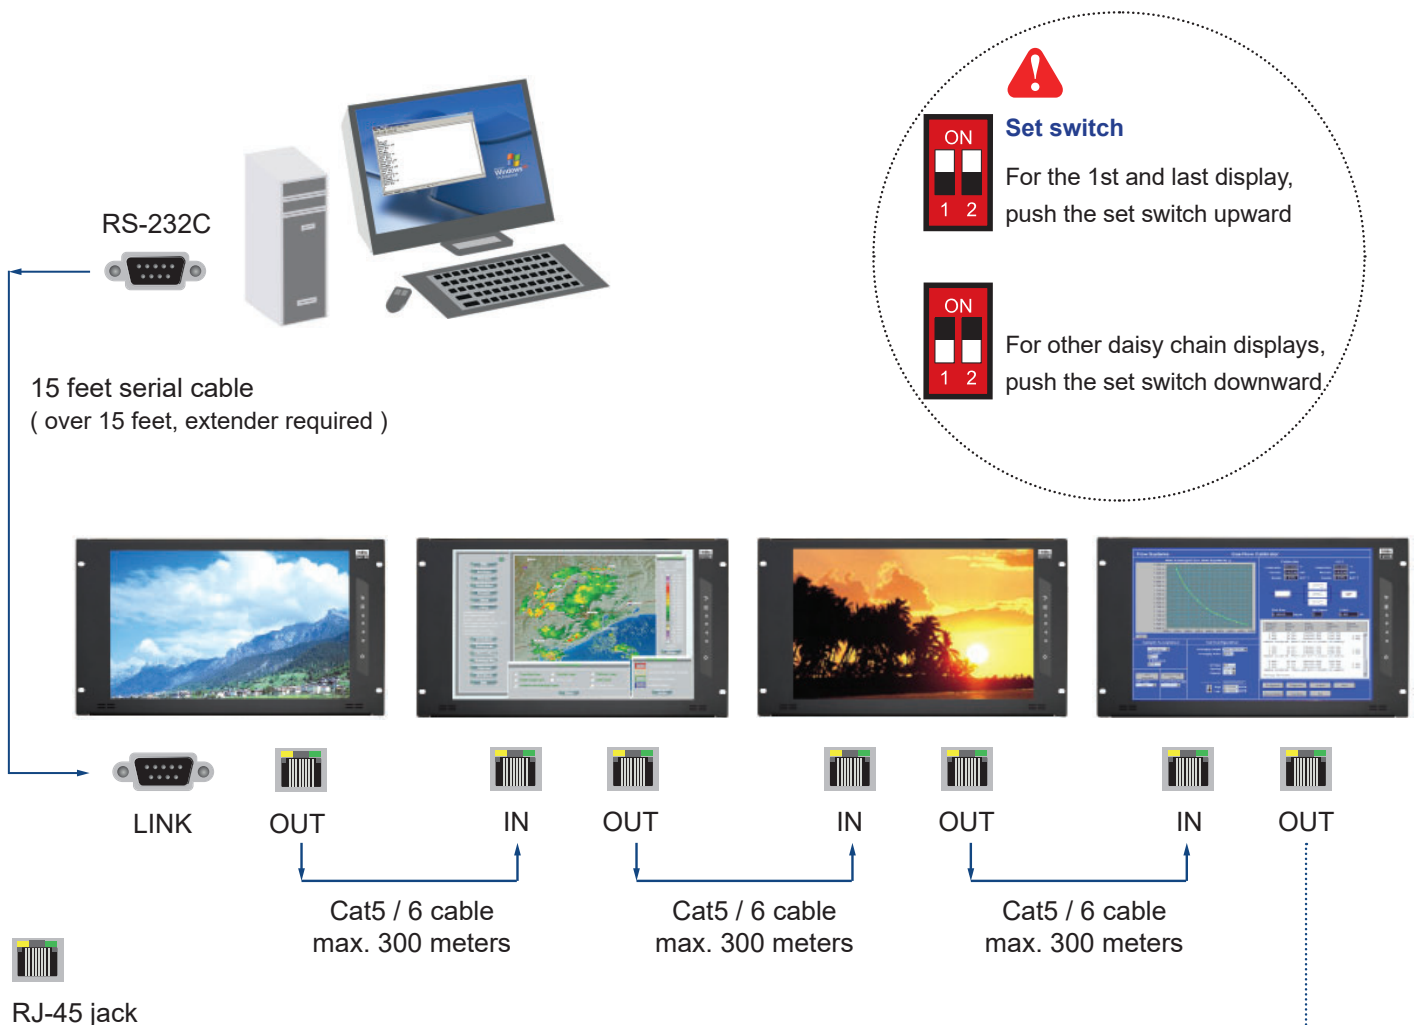 RS-232C
15 feet serial cable
( over 15 feet, extender required )
ON
1 2
Set switch
For the 1st and last display,
push the set switch upward
ON
1 2
For other daisy chain displays,
push the set switch downward
Windows
LINK
OUT
IN
OUT
IN
OUT
IN
OUT
Cat5 / 6 cable
max. 300 meters
Cat5 / 6 cable
max. 300 meters
Cat5 / 6 cable
max. 300 meters
RJ-45 jack